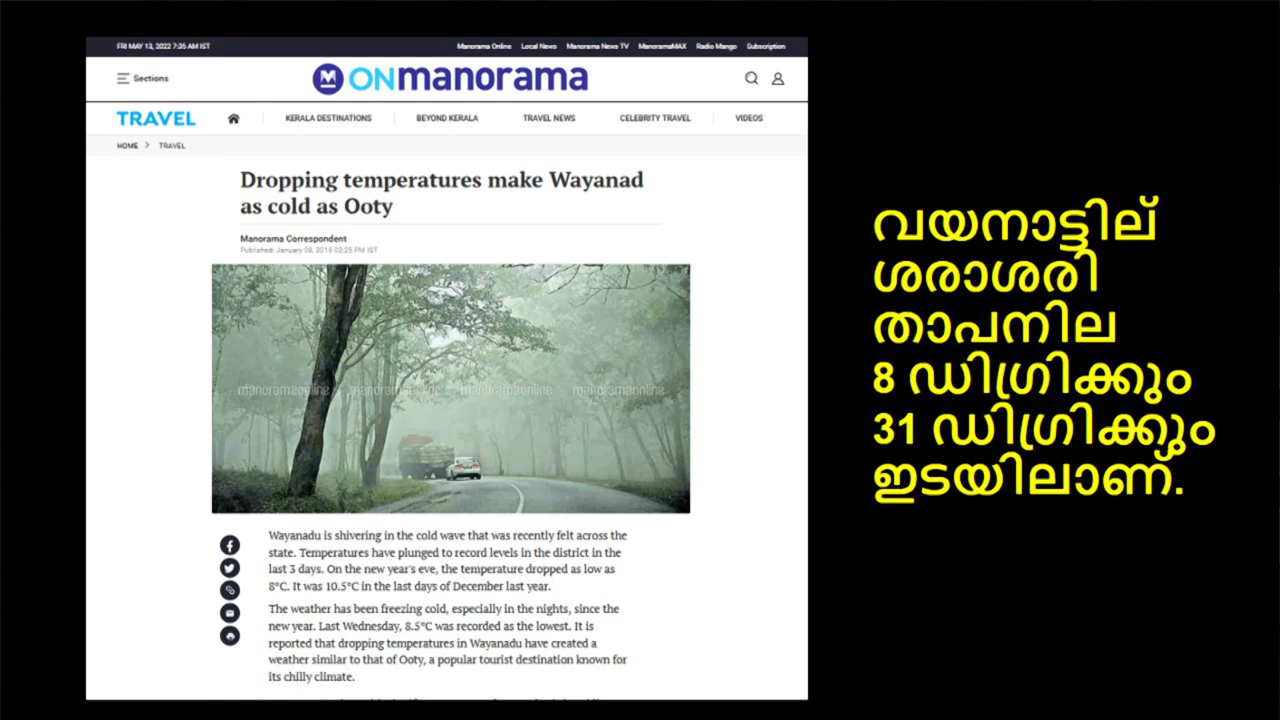 FRI MAY 13, 2022 7:35 AM IST
Manorama Online Local News Manorama News TV ManoramaMAX Radio Mango Subscription
Sections
M ONmanorama
TRAVEL KERALA DESTINATIONS BEYOND KERALA TRAVEL NEWS CELEBRITY TRAVEL VIDEOS
HOME > TRAVEL
Dropping temperatures make Wayanad
as cold as Ooty
Manorama Correspondent
Published: January 08, 2019 02:25 PM IST
manoramaonline manoramaonline manoramaonline manoramaonline
Wayanadu is shivering in the cold wave that was recently felt across the
state. Temperatures have plunged to record levels in the district in the
last 3 days. On the new year's eve, the temperature dropped as low as
8°C. It was 10.5°C in the last days of December last year.
The weather has been freezing cold, especially in the nights, since the
new year. Last Wednesday, 8.5°C was recorded as the lowest. It is
reported that dropping temperatures in Wayanadu have created a
weather similar to that of Ooty, a popular tourist destination known for
its chilly climate.
വയനാട്ടില്
ശരാശരി
താപനില
8 ഡിഗ്രിക്കും
31 ഡിഗ്രിക്കും
ഇടയിലാണ്.